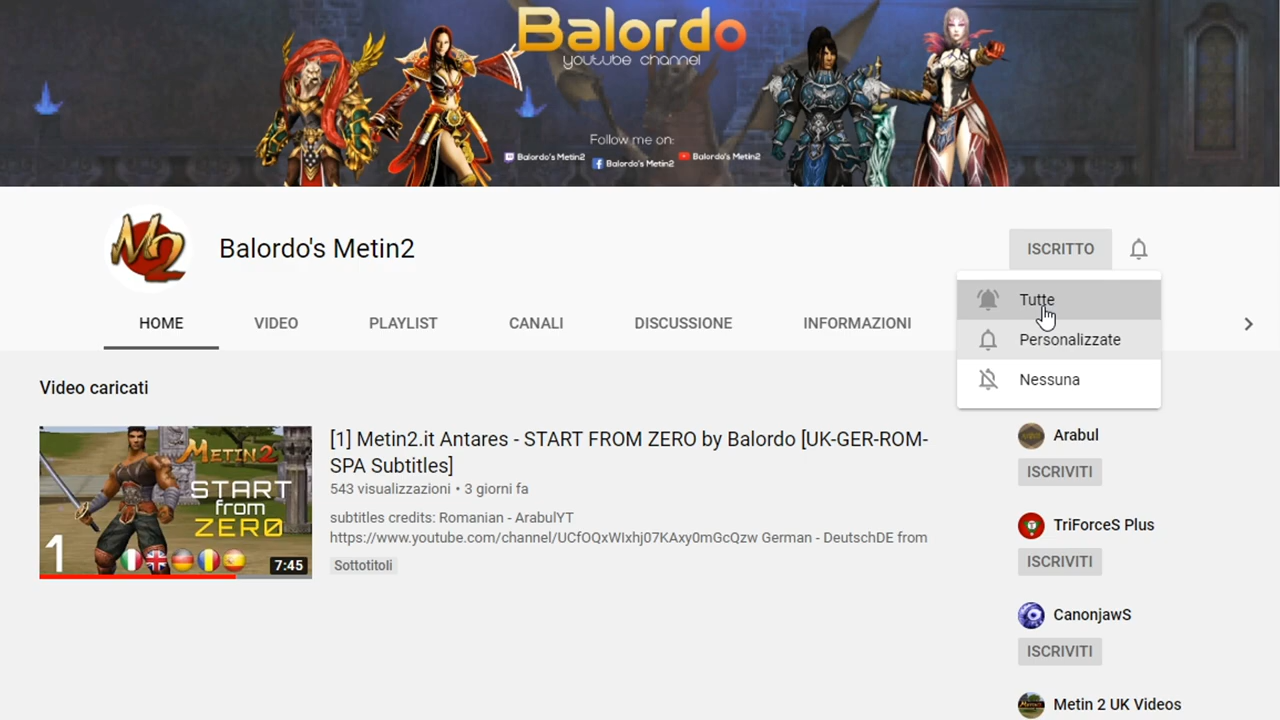 Balordo
youtube channel
Follow me on:
Balordo's Metin2
Balordo's Metin2
Balordo's Metin2
M2
Balordo's Metin2
ISCRITTO
Tutte
Personalizzate
Nessuna
HOME
VIDEO
PLAYLIST
CANALI
DISCUSSIONE
INFORMAZIONI
Video caricati
METIN2
START
from
ZERO
1
7:45
[1] Metin2.it Antares - START FROM ZERO by Balordo [UK-GER-ROM-
SPA Subtitles]
543 visualizzazioni • 3 giorni fa
subtitles credits: Romanian - ArabulYT
https://www.youtube.com/channel/UCfOQxWIxhj07KAxy0mGcQzw German - DeutschDE from
Sottotitoli
Arabul
ISCRIVITI
TriForceS Plus
ISCRIVITI
CanonjawS
ISCRIVITI
Metin 2 UK Videos